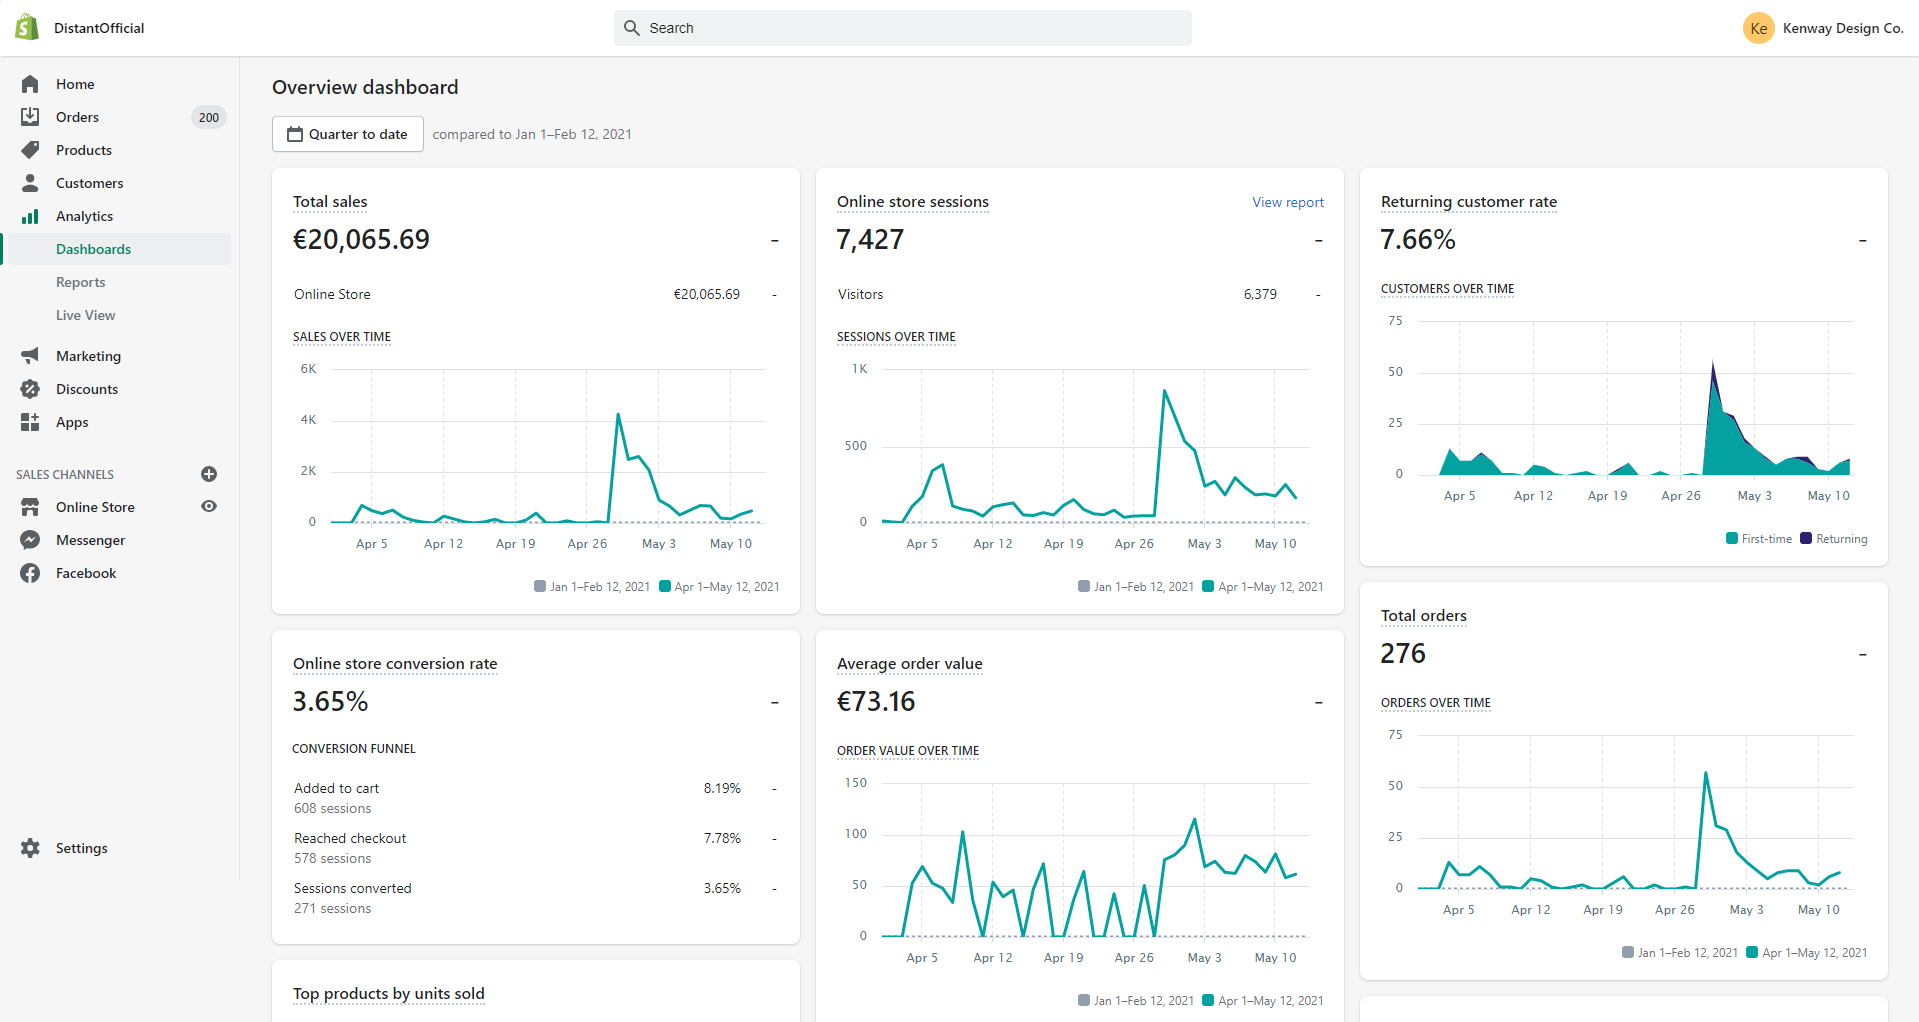 DistantOfficial
Search
Ke
Kenway Design Co.
Home
Orders
200
Products
Customers
Analytics
Dashboards
Reports
Live View
Marketing
Discounts
Apps
SALES CHANNELS
Online Store
Messenger
Facebook
Settings
Overview dashboard
Quarter to date
compared to Jan 1–Feb 12, 2021
Total sales
€20,065.69 -
Online Store €20,065.69 -
SALES OVER TIME
6K
4K
2K
0
Apr 5 Apr 12 Apr 19 Apr 26 May 3 May 10
Jan 1–Feb 12, 2021 Apr 1–May 12, 2021
Online store sessions View report
7,427 -
Visitors 6,379 -
SESSIONS OVER TIME
1K
500
0
Apr 5 Apr 12 Apr 19 Apr 26 May 3 May 10
Jan 1–Feb 12, 2021 Apr 1–May 12, 2021
Returning customer rate
7.66% -
CUSTOMERS OVER TIME
75
50
25
0
Apr 5 Apr 12 Apr 19 Apr 26 May 3 May 10
First-time Returning
Online store conversion rate
3.65% -
CONVERSION FUNNEL
Added to cart 8.19% -
608 sessions
Reached checkout 7.78% -
578 sessions
Sessions converted 3.65% -
271 sessions
Average order value
€73.16 -
ORDER VALUE OVER TIME
150
100
50
0
Apr 5 Apr 12 Apr 19 Apr 26 May 3 May 10
Jan 1–Feb 12, 2021 Apr 1–May 12, 2021
Total orders
276 -
ORDERS OVER TIME
75
50
25
0
Apr 5 Apr 12 Apr 19 Apr 26 May 3 May 10
Jan 1–Feb 12, 2021 Apr 1–May 12, 2021
Top products by units sold